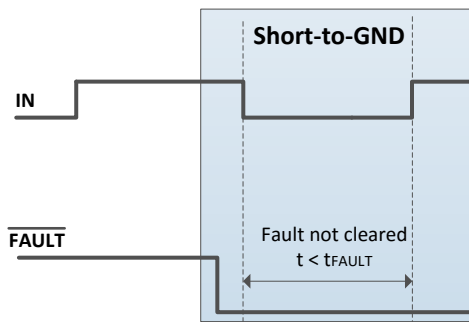 Short-to-GND
IN
FAULT
Fault not cleared
t < tFAULT